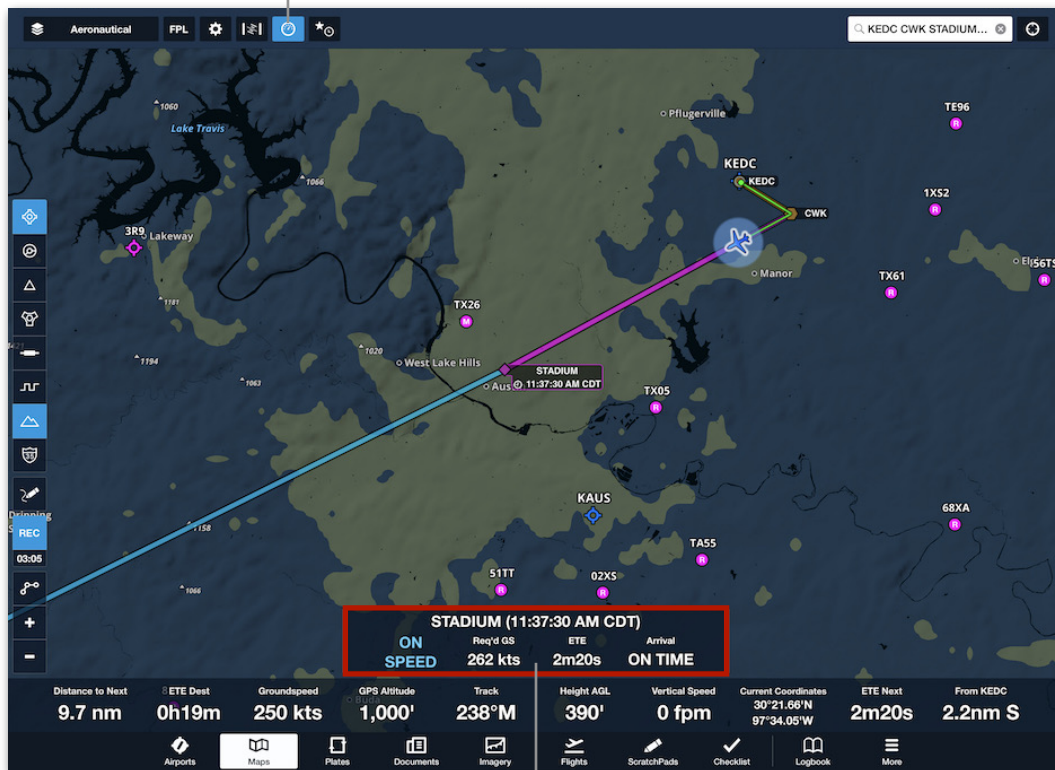 Aeronautical
FPL
KEDC CWK STADIUM...
1060
Lake Travis
Pflugerville
TE96
R
1066
KEDC
KEDC
1XS2
R
CWK
3R9
Lakeway
Manor
TX61
R
56TS
R
1181
TX26
M
1194
1020
West Lake Hills
STADIUM
11:37:30 AM CDT
Aus
1063
TX05
R
35
KAUS
68XA
R
Dripping
REC
1158
03:05
TA55
R
51TT
R
02XS
R
1066
STADIUM (11:37:30 AM CDT)
ON SPEED
Req'd GS
262 kts
ETE
2m20s
Arrival
ON TIME
Buda
Distance to Next
9.7 nm
ETE Dest
0h19m
Groundspeed
250 kts
GPS Altitude
1,000'
Track
238°M
Height AGL
390'
Vertical Speed
0 fpm
Current Coordinates
30°21.66'N
97°34.05'W
ETE Next
2m20s
From KEDC
2.2nm S
Airports
Maps
Plates
Documents
Imagery
Flights
ScratchPads
Checklist
Logbook
More